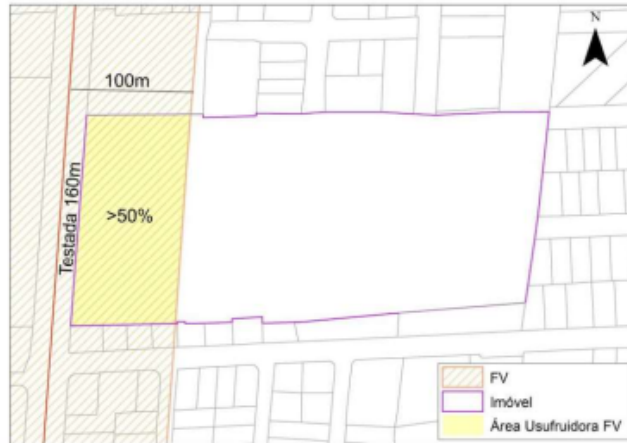 N
100m
Testada 160m
>50%
FV
Imóvel
Área Usufruidora FV